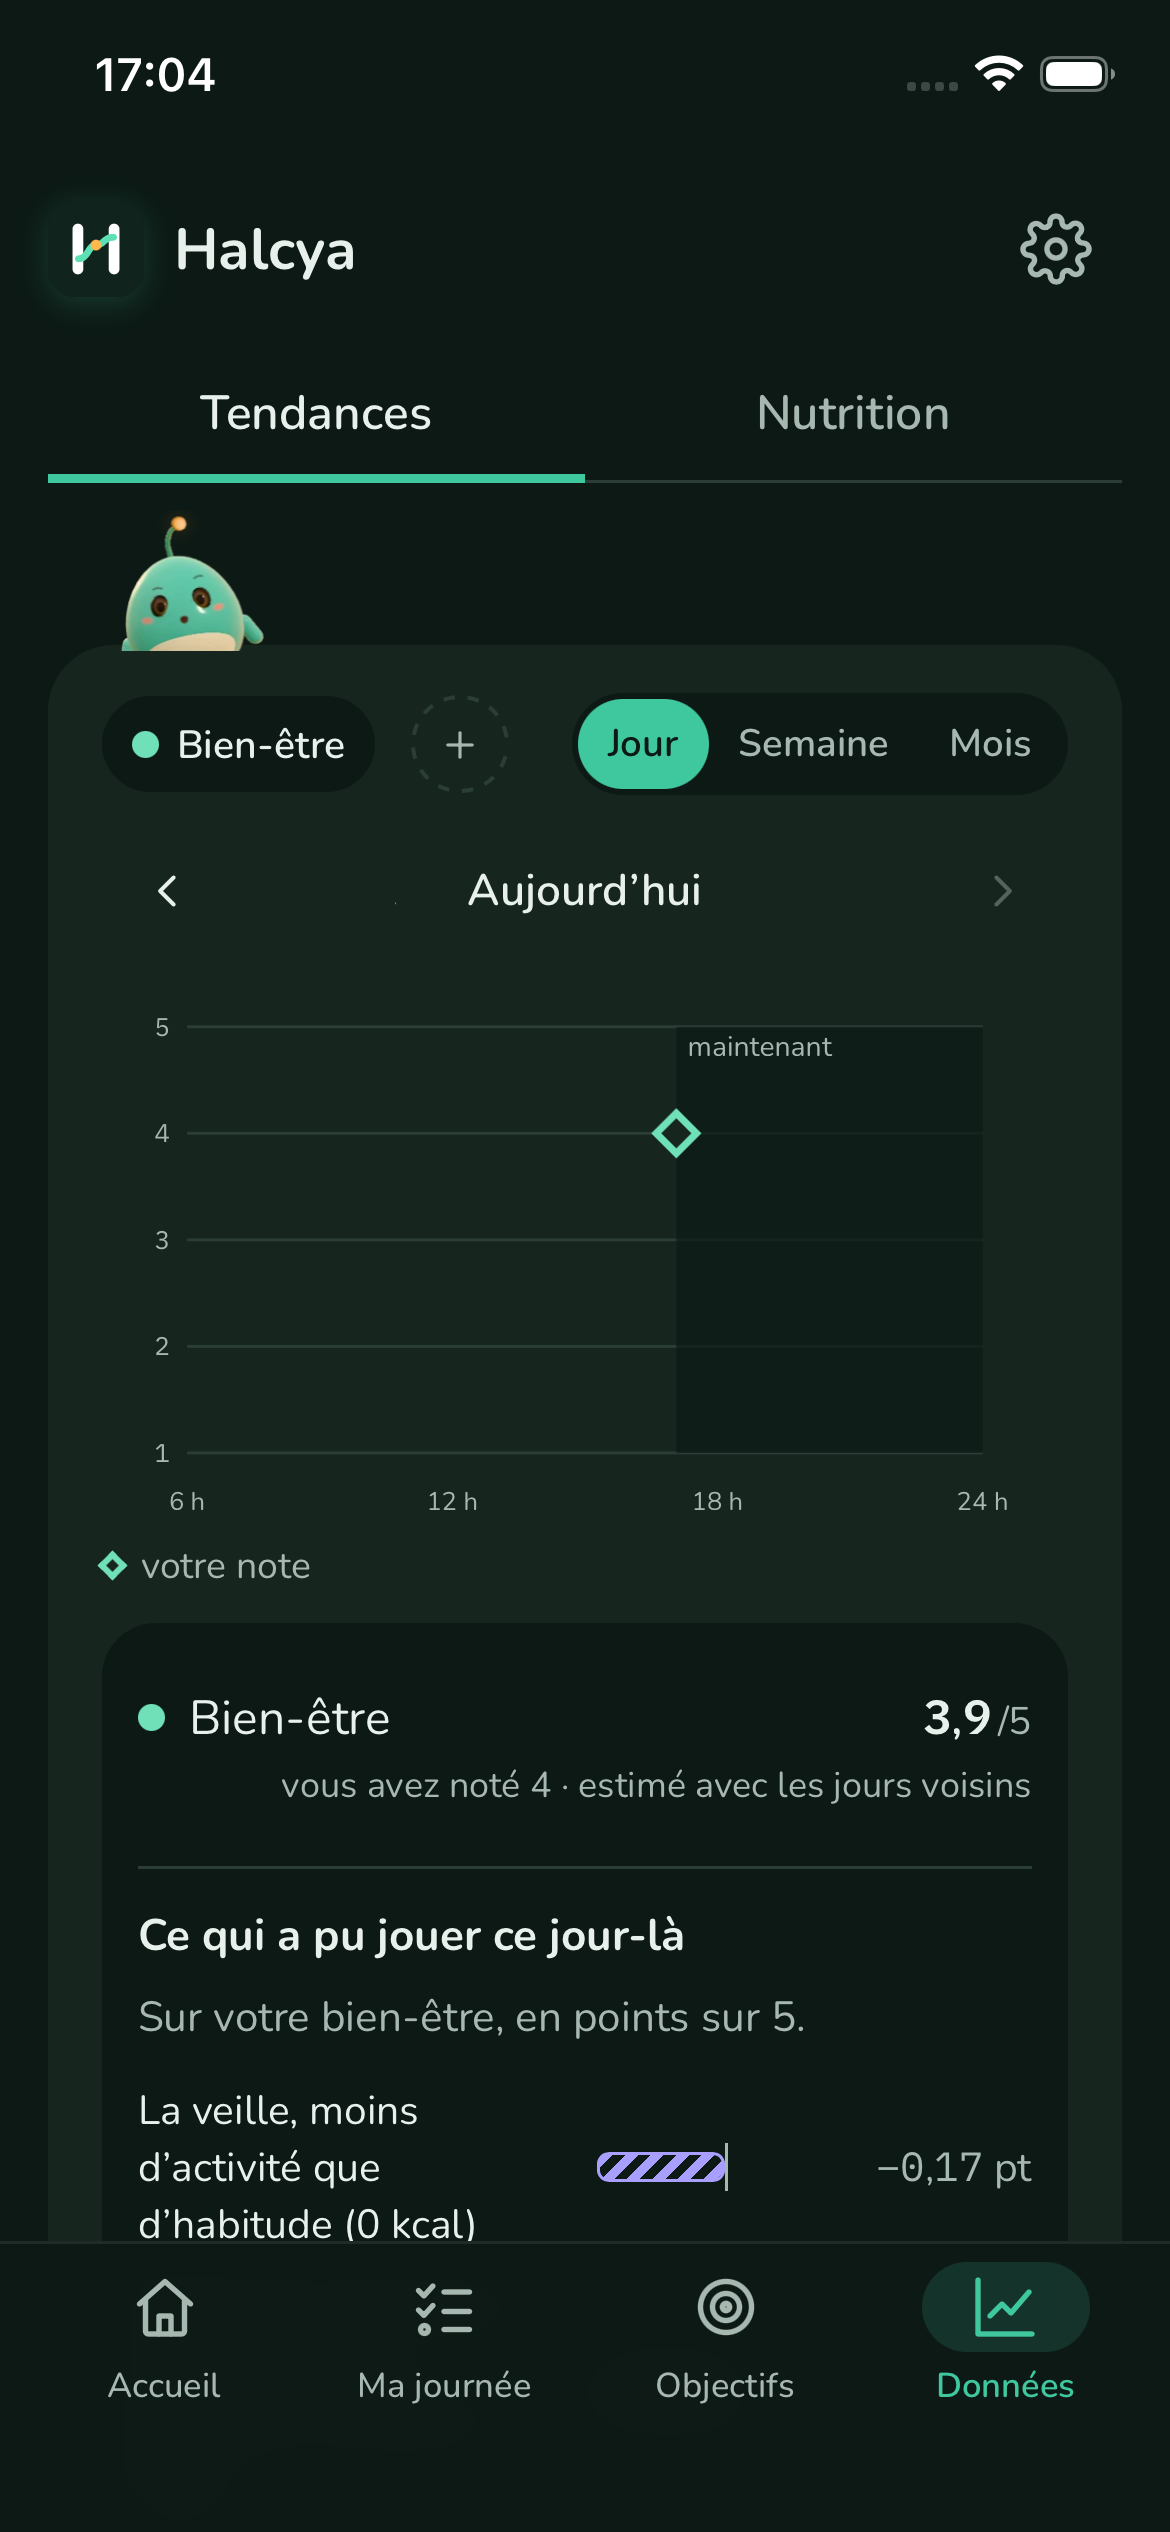 17:04
Halcya
Tendances
Nutrition
Bien-être
+
Jour
Semaine
Mois
Aujourd’hui
5
maintenant
4
3
2
1
6 h
12 h
18 h
24 h
votre note
Bien-être
3,9 /5
vous avez noté 4 · estimé avec les jours voisins
Ce qui a pu jouer ce jour-là
Sur votre bien-être, en points sur 5.
La veille, moins
d’activité que
d’habitude (0 kcal)
−0,17 pt
Accueil
Ma journée
Objectifs
Données